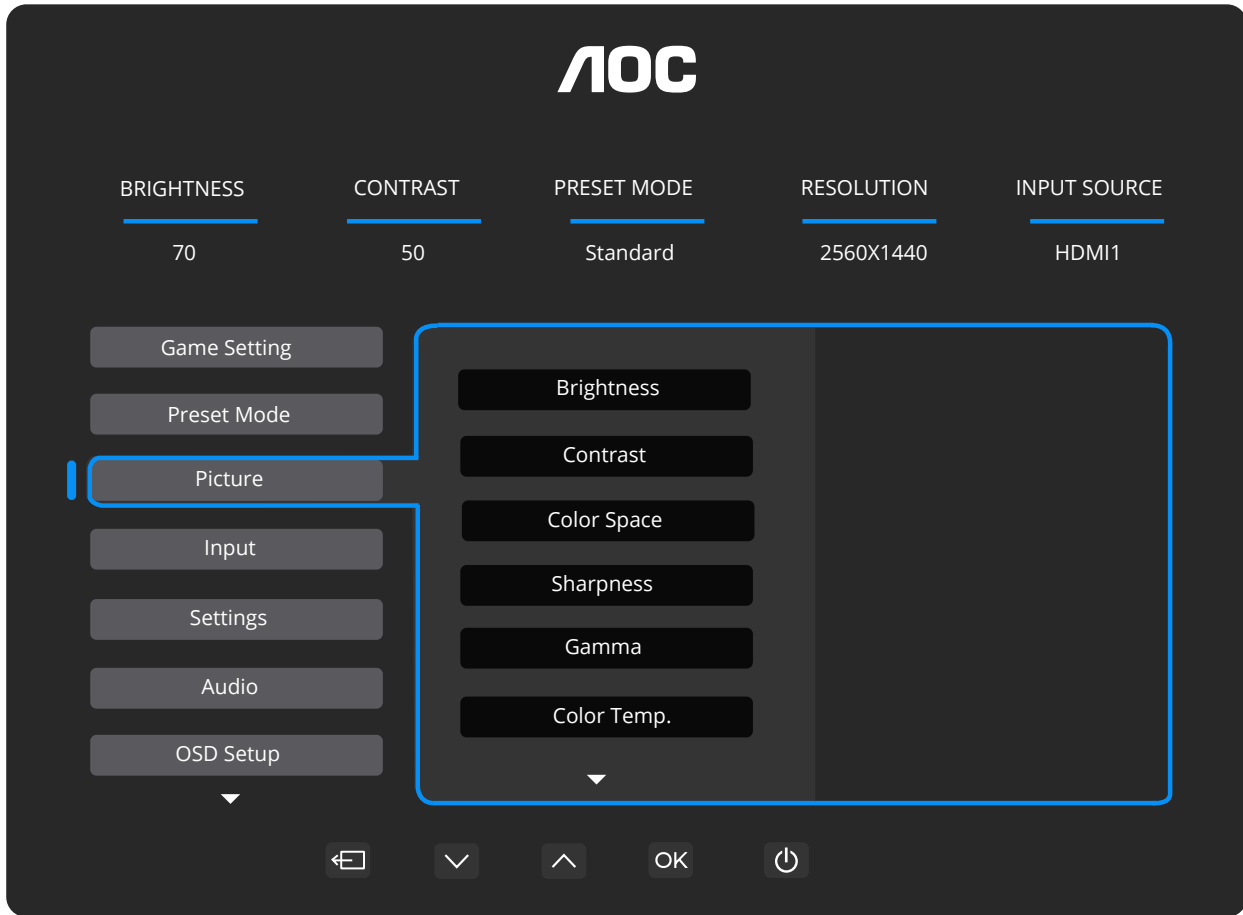 AOC
BRIGHTNESS CONTRAST PRESET MODE RESOLUTION INPUT SOURCE
70 50 Standard 2560X1440 HDMI1
Game Setting
Preset Mode
Picture
Input
Settings
Audio
OSD Setup
Brightness
Contrast
Color Space
Sharpness
Gamma
Color Temp.
OK